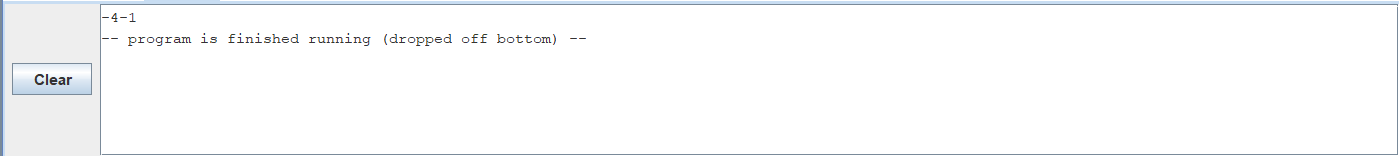 -4-1
-- program is finished running (dropped off bottom) --
Clear